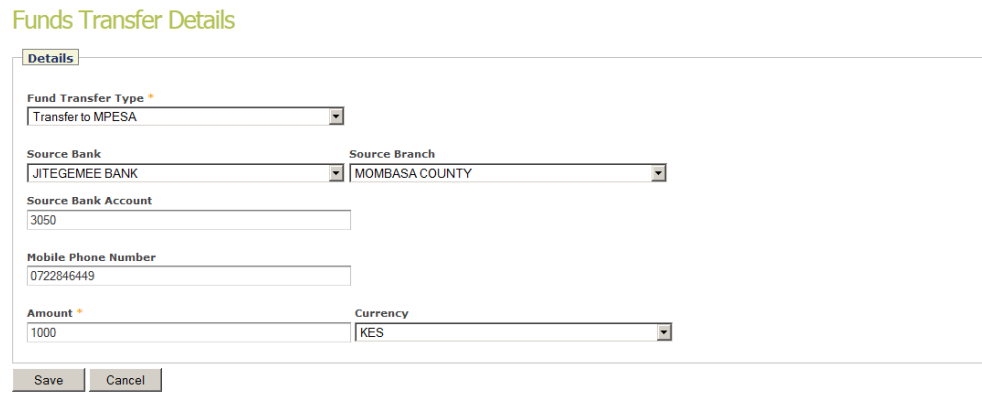 Funds Transfer Details
Details
Fund Transfer Type *
Transfer to MPESA
Source Bank Source Branch
JITEGEMEE BANK MOMBASA COUNTY
Source Bank Account
3050
Mobile Phone Number
0722846449
Amount * Currency
1000 KES
Save Cancel